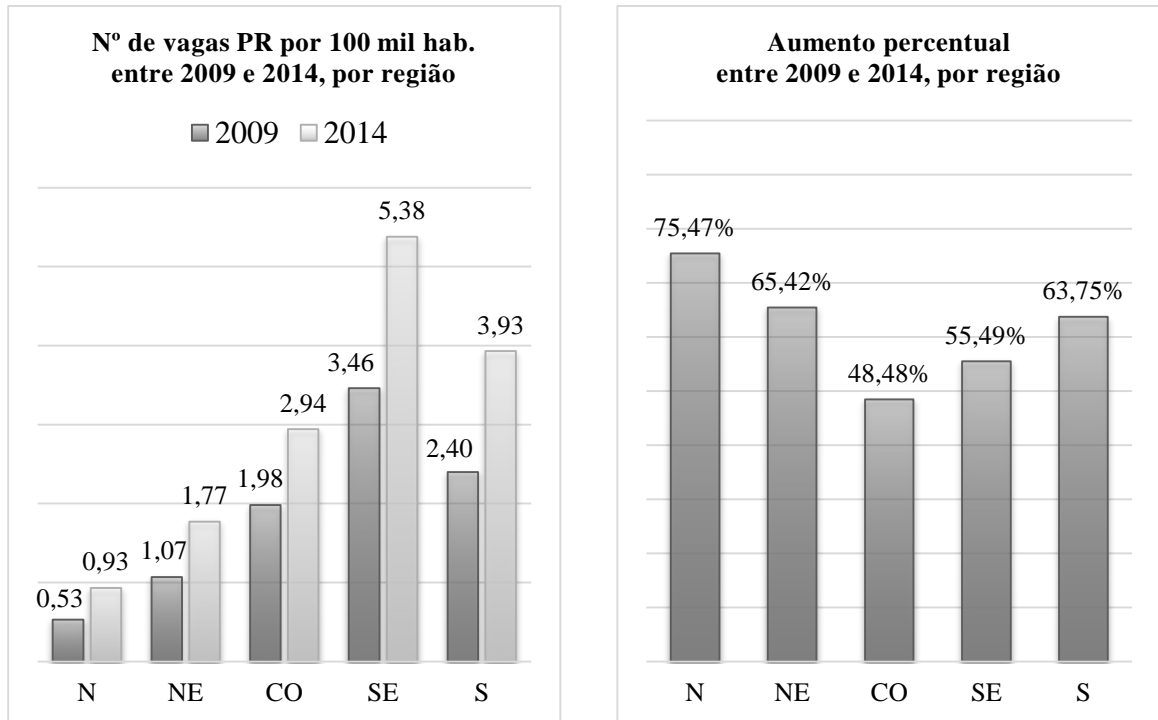 Nº de vagas PR por 100 mil hab.
entre 2009 e 2014, por região
2009 2014
0,53
0,93
1,07
1,77
1,98
2,94
3,46
5,38
2,40
3,93
N NE CO SE S
Aumento percentual
entre 2009 e 2014, por região
75,47%
65,42%
48,48%
55,49%
63,75%
N NE CO SE S